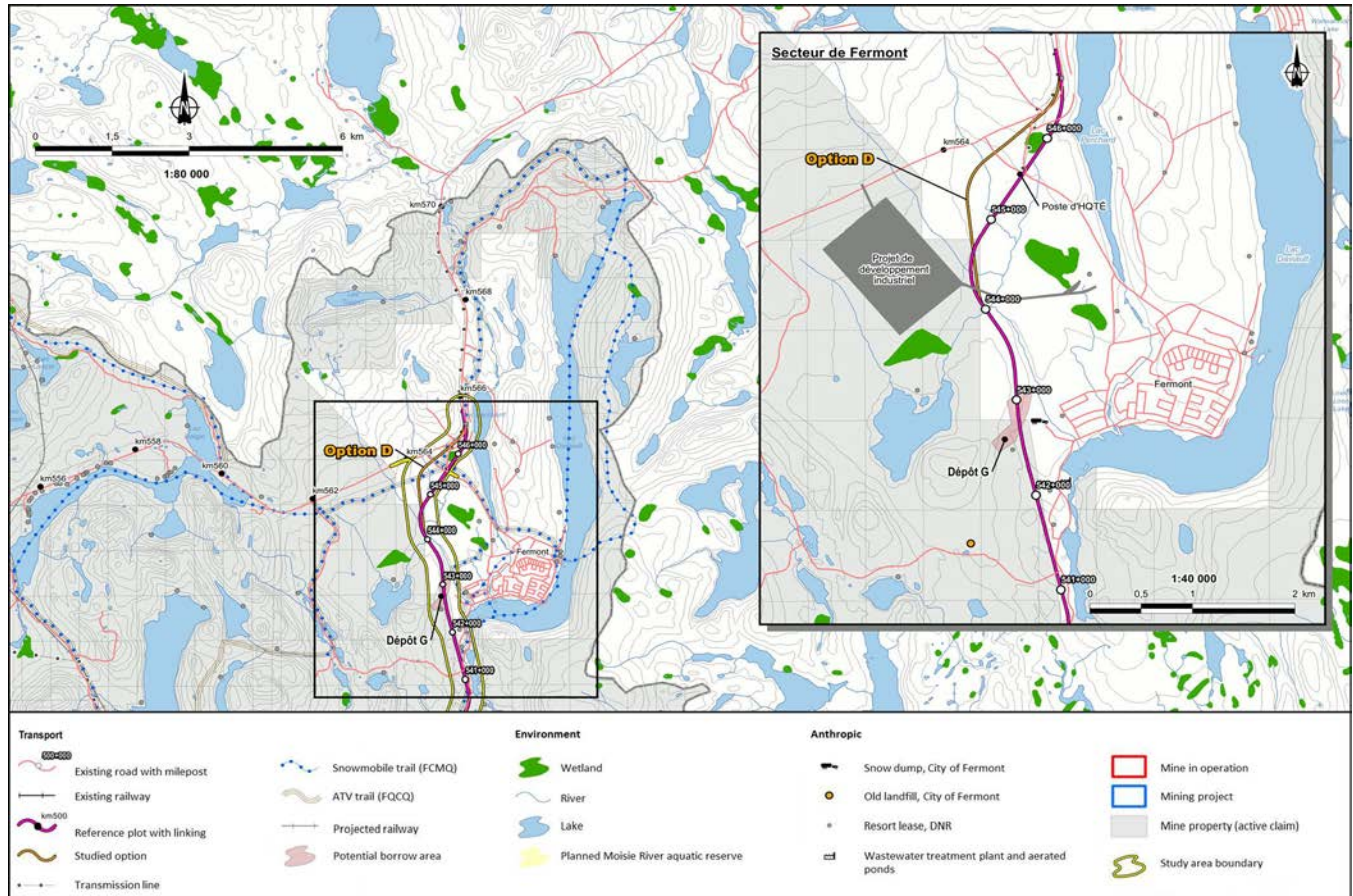 0 1,5 3 6 km
1:80 000
km570
km568
km566
Option D
km564
546+000
km558
km560
km556
km562
545+000
544+000
543+000
Fermont
542+000
Dépôt G
541+000
Secteur de Fermont
546+000
km564
Option D
Poste d'HQTÉ
545+000
Projet de
développement
industriel
544+000
543+000
Fermont
Dépôt G
542+000
541+000
1:40 000
0 0,5 1 2
km
Transport
500+000
Existing road with milepost
Existing railway
km500
Reference plot with linking
Studied option
Transmission line
Snowmobile trail (FCMQ)
ATV trail (FQCQ)
Projected railway
Potential borrow area
Environment
Wetland
River
Lake
Planned Moisie River aquatic reserve
Anthropic
Snow dump, City of Fermont
Old landfill, City of Fermont
Resort lease, DNR
Wastewater treatment plant and aerated
ponds
Mine in operation
Mining project
Mine property (active claim)
Study area boundary